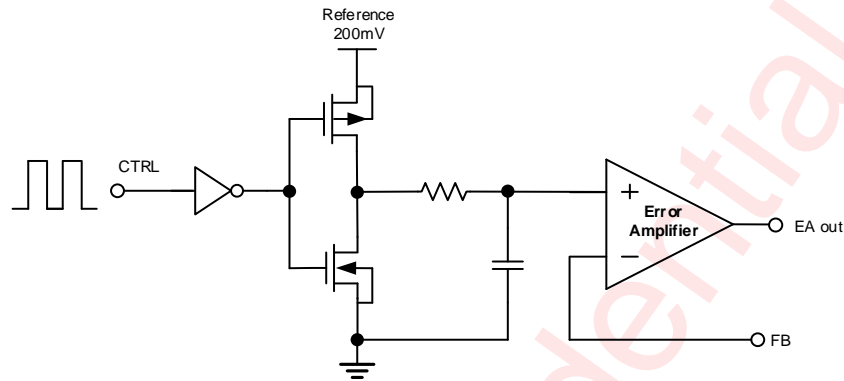 Reference
200mV
CTRL
+
Error
Amplifier
−
EA out
FB